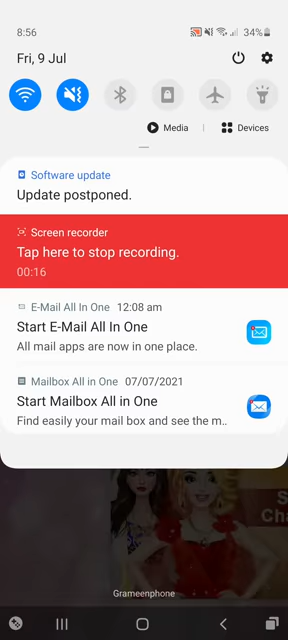 8:56
34%
Fri, 9 Jul
Media
Devices
Software update
Update postponed.
Screen recorder
Tap here to stop recording.
00:16
E-Mail All In One 12:08 am
Start E-Mail All In One
All mail apps are now in one place.
Mailbox All in One 07/07/2021
Start Mailbox All in One
Find easily your mail box and see the m..
S
Cha
Grameenphone